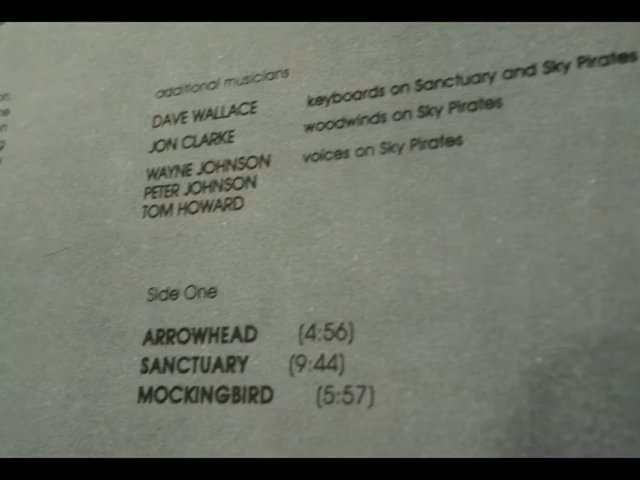 additional musicians
DAVE WALLACE keyboards on Sanctuary and Sky Pirates
JON CLARKE woodwinds on Sky Pirates
WAYNE JOHNSON voices on Sky Pirates
PETER JOHNSON
TOM HOWARD
Side One
ARROWHEAD (4:56)
SANCTUARY (9:44)
MOCKINGBIRD (5:57)